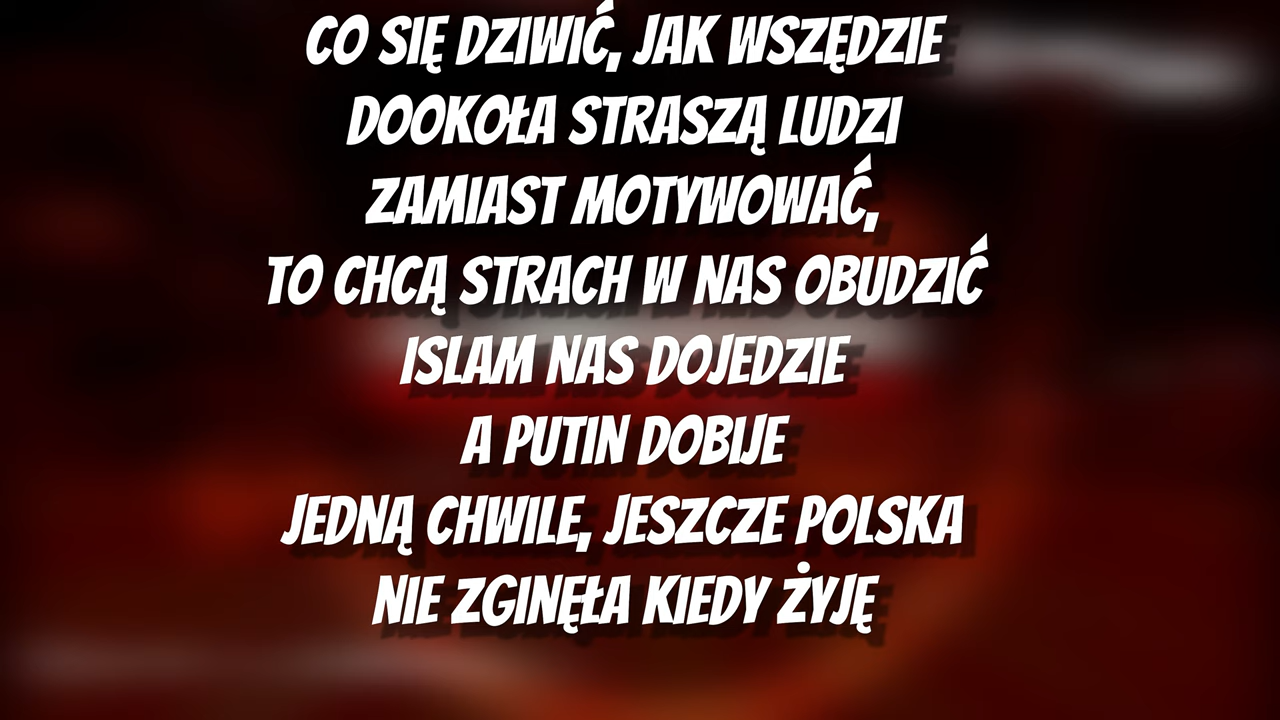 CO SIĘ DZIWIĆ, JAK WSZĘDZIE
DOOKOŁA STRASZĄ LUDZI
ZAMIAST MOTYWOWAĆ,
TO CHCĄ STRACH W NAS OBUDZIĆ
ISLAM NAS DOJEDZIE
A PUTIN DOBIJE
JEDNĄ CHWILE, JESZCZE POLSKA
NIE ZGINĘŁA KIEDY ŻYJĘ